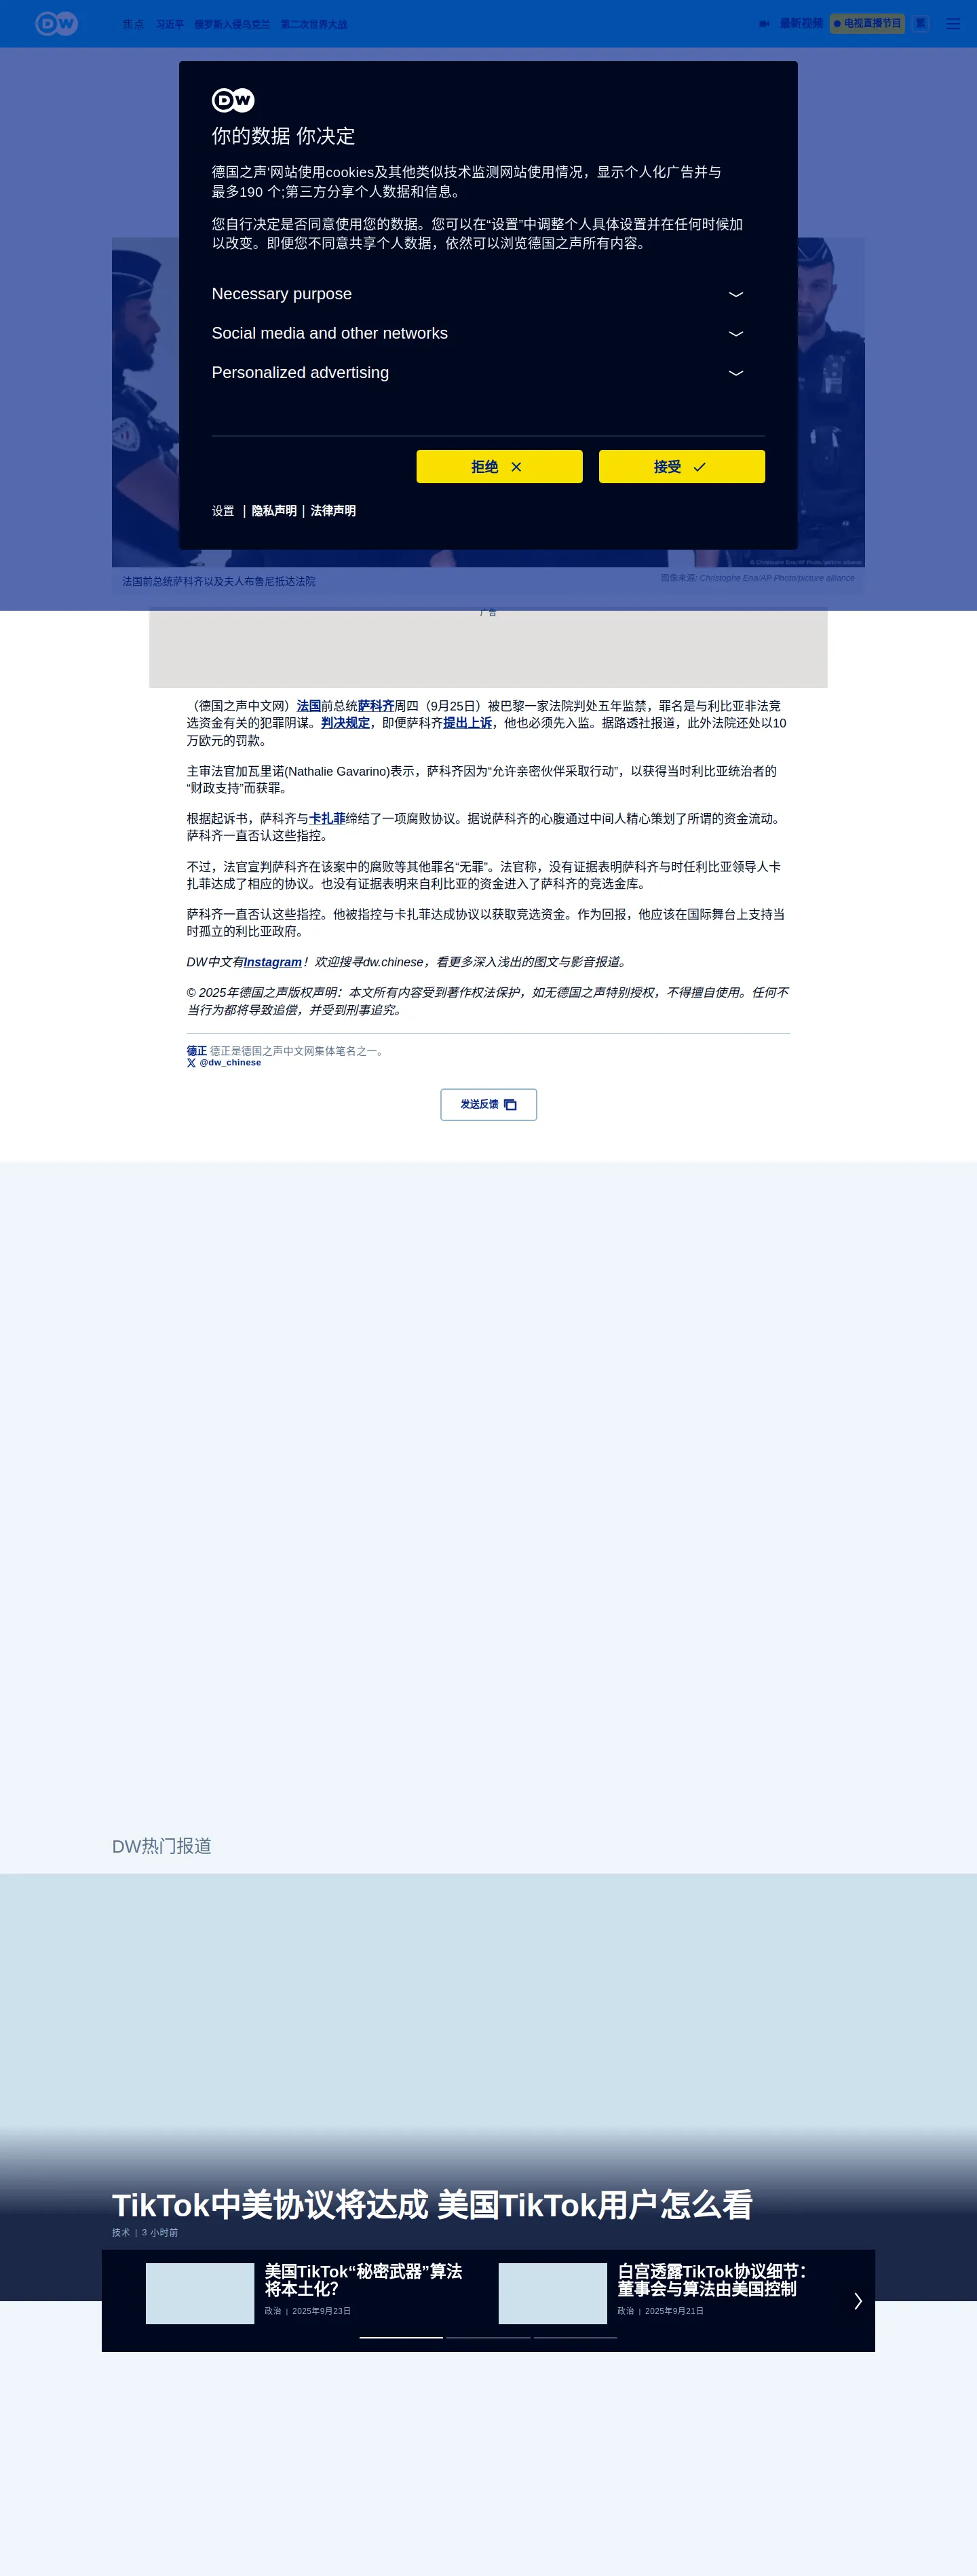 DW
焦点 习近平 俄罗斯入侵乌克兰 第二次世界大战
最新视频 电视直播节目 繁
DW
你的数据 你决定
德国之声'网站使用cookies及其他类似技术监测网站使用情况，显示个人化广告并与
最多190 个;第三方分享个人数据和信息。
您自行决定是否同意使用您的数据。您可以在“设置”中调整个人具体设置并在任何时候加
以改变。即便您不同意共享个人数据，依然可以浏览德国之声所有内容。
Necessary purpose
Social media and other networks
Personalized advertising
拒绝
接受
设置 | 隐私声明 | 法律声明
© Christophe Ena/AP Photo/picture alliance
法国前总统萨科齐以及夫人布鲁尼抵达法院
图像来源: Christophe Ena/AP Photo/picture alliance
广告
（德国之声中文网）法国前总统萨科齐周四（9月25日）被巴黎一家法院判处五年监禁，罪名是与利比亚非法竞
选资金有关的犯罪阴谋。判决规定，即便萨科齐提出上诉，他也必须先入监。据路透社报道，此外法院还处以10
万欧元的罚款。
主审法官加瓦里诺(Nathalie Gavarino)表示，萨科齐因为“允许亲密伙伴采取行动”，以获得当时利比亚统治者的
“财政支持”而获罪。
根据起诉书，萨科齐与卡扎菲缔结了一项腐败协议。据说萨科齐的心腹通过中间人精心策划了所谓的资金流动。
萨科齐一直否认这些指控。
不过，法官宣判萨科齐在该案中的腐败等其他罪名“无罪”。法官称，没有证据表明萨科齐与时任利比亚领导人卡
扎菲达成了相应的协议。也没有证据表明来自利比亚的资金进入了萨科齐的竞选金库。
萨科齐一直否认这些指控。他被指控与卡扎菲达成协议以获取竞选资金。作为回报，他应该在国际舞台上支持当
时孤立的利比亚政府。
DW中文有Instagram！欢迎搜寻dw.chinese，看更多深入浅出的图文与影音报道。
© 2025年德国之声版权声明：本文所有内容受到著作权法保护，如无德国之声特别授权，不得擅自使用。任何不
当行为都将导致追偿，并受到刑事追究。
德正 德正是德国之声中文网集体笔名之一。
@dw_chinese
发送反馈
DW热门报道
TikTok中美协议将达成 美国TikTok用户怎么看
技术 | 3 小时前
美国TikTok“秘密武器”算法
将本土化？
政治 | 2025年9月23日
白宫透露TikTok协议细节：
董事会与算法由美国控制
政治 | 2025年9月21日